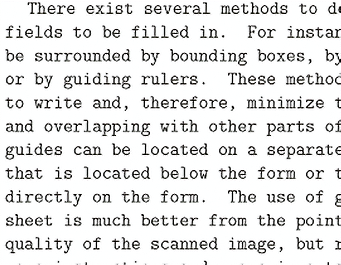 There exist several methods to d
fields to be filled in. For instan
be surrounded by bounding boxes, by
or by guiding rulers. These method
to write and, therefore, minimize t
and overlapping with other parts of
guides can be located on a separate
that is located below the form or t
directly on the form. The use of g
sheet is much better from the point
quality of the scanned image, but r